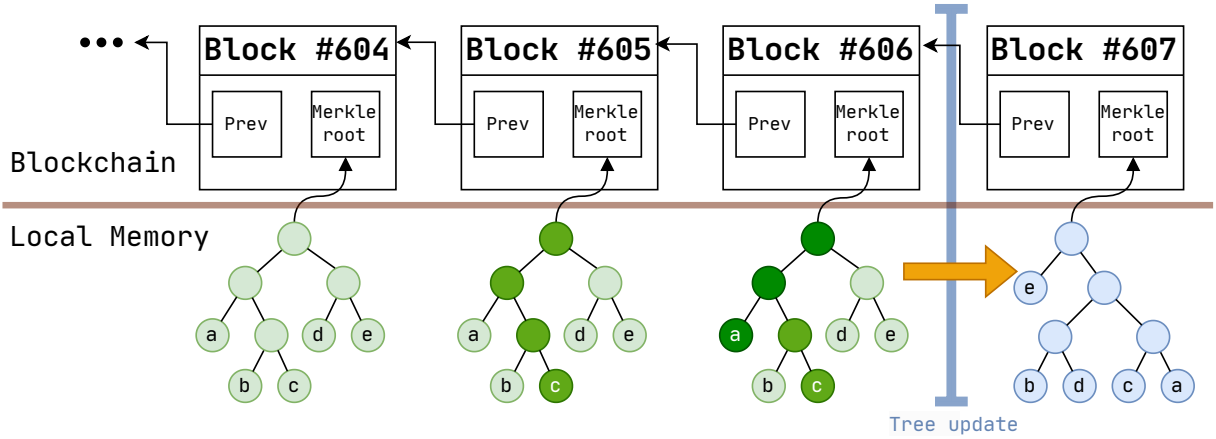 Block #604
Block #605
Block #606
Block #607
Prev
Merkle
root
Prev
Merkle
root
Prev
Merkle
root
Prev
Merkle
root
Blockchain
Local Memory
a
d
e
b
c
a
d
e
b
c
a
d
e
b
c
e
b
d
c
a
Tree update